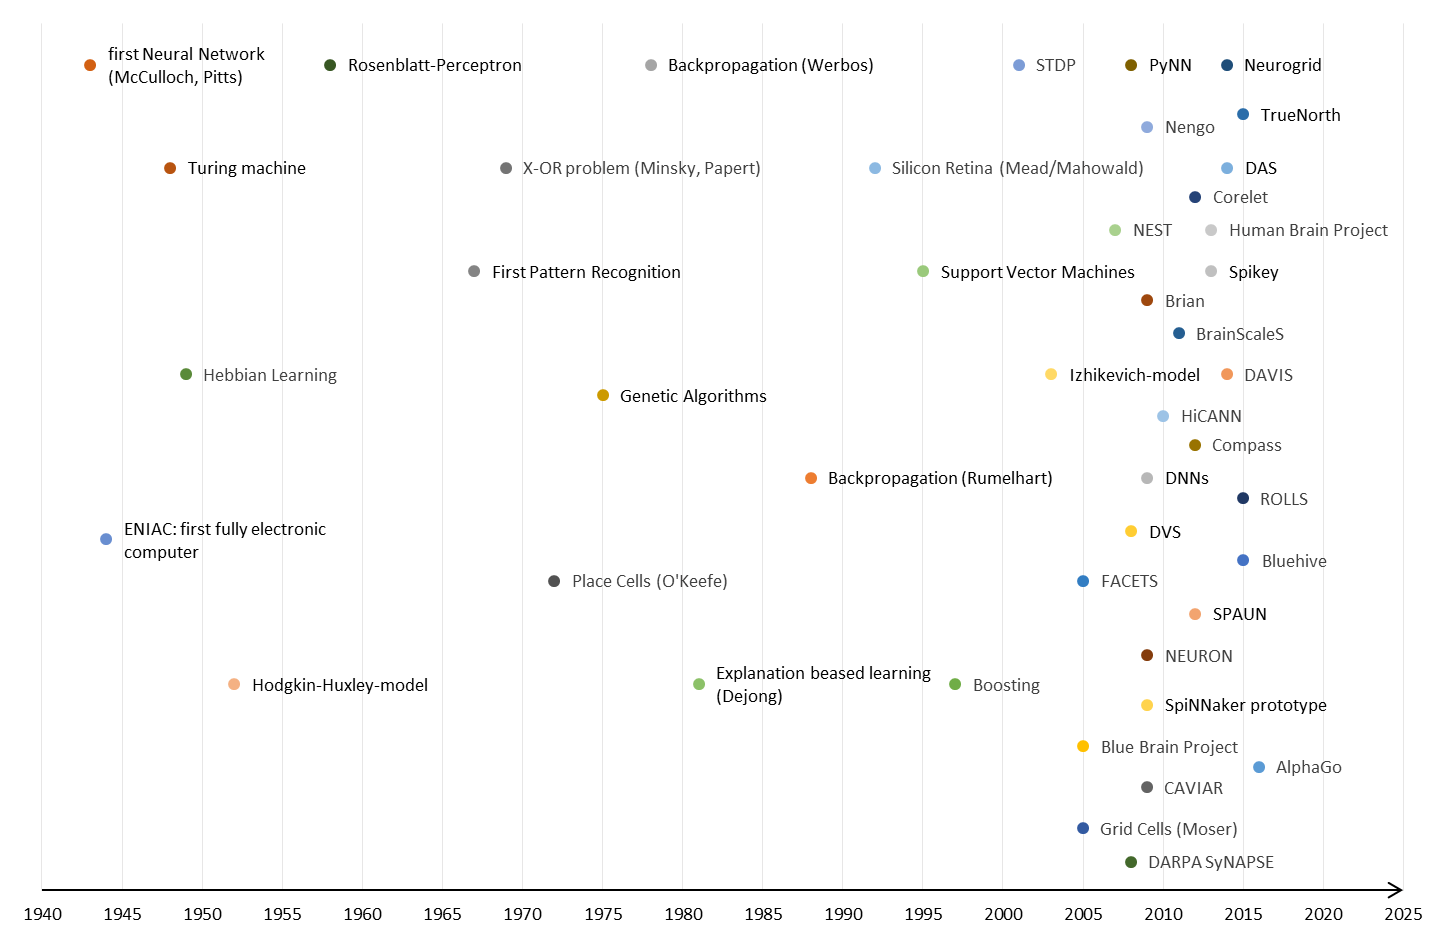 first Neural Network
(McCulloch, Pitts)
Rosenblatt-Perceptron
Backpropagation (Werbos)
STDP
PyNN
Neurogrid
TrueNorth
Nengo
Turing machine
X-OR problem (Minsky, Papert)
Silicon Retina (Mead/Mahowald)
DAS
Corelet
NEST
Human Brain Project
First Pattern Recognition
Support Vector Machines
Spikey
Brian
BrainScaleS
Hebbian Learning
Izhikevich-model
DAVIS
Genetic Algorithms
HiCANN
Compass
Backpropagation (Rumelhart)
DNNs
ROLLS
ENIAC: first fully electronic
computer
DVS
Bluehive
Place Cells (O'Keefe)
FACETS
SPAUN
NEURON
Hodgkin-Huxley-model
Explanation beased learning
(Dejong)
Boosting
SpiNNaker prototype
Blue Brain Project
AlphaGo
CAVIAR
Grid Cells (Moser)
DARPA SyNAPSE
1940 1945 1950 1955 1960 1965 1970 1975 1980 1985 1990 1995 2000 2005 2010 2015 2020 2025